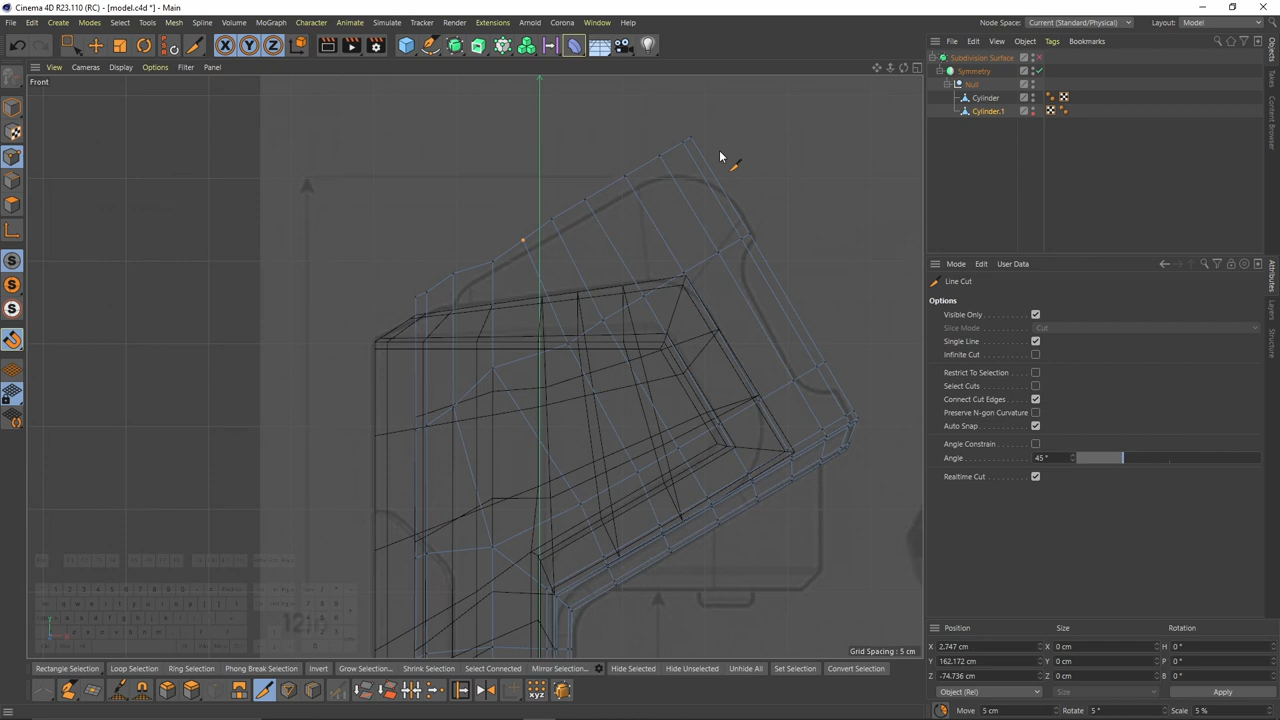 Cinema 4D R23.110 (RC) - [model.c4d *] - Main
File Edit Create Modes Select Tools Mesh Spline Volume MoGraph Character Animate Simulate Tracker Render Extensions Arnold Corona Window Help
Node Space: Current (Standard/Physical) Layout: Model
File Edit View Object Tags Bookmarks
View Cameras Display Options Filter Panel
Front
Subdivision Surface
Symmetry
Null
Cylinder
Cylinder.1
Objects
Takes
Content Browser
Mode Edit User Data
Line Cut
Options
Visible Only
Slice Mode Cut
Single Line
Infinite Cut
Restrict To Selection
Select Cuts
Connect Cut Edges
Preserve N-gon Curvature
Auto Snap
Angle Constrain
Angle 45 °
Realtime Cut
Attributes
Layers
Structure
Grid Spacing : 5 cm
Position Size Rotation
X 2.747 cm X 0 cm H 0 °
Y 162.172 cm Y 0 cm P 0 °
Z -74.736 cm Z 0 cm B 0 °
Object (Rel) Size Apply
Rectangle Selection Loop Selection Ring Selection Phong Break Selection Invert Grow Selection... Shrink Selection Select Connected Mirror Selection... Hide Selected Hide Unselected Unhide All Set Selection Convert Selection
Move 5 cm Rotate 5 ° Scale 5 %